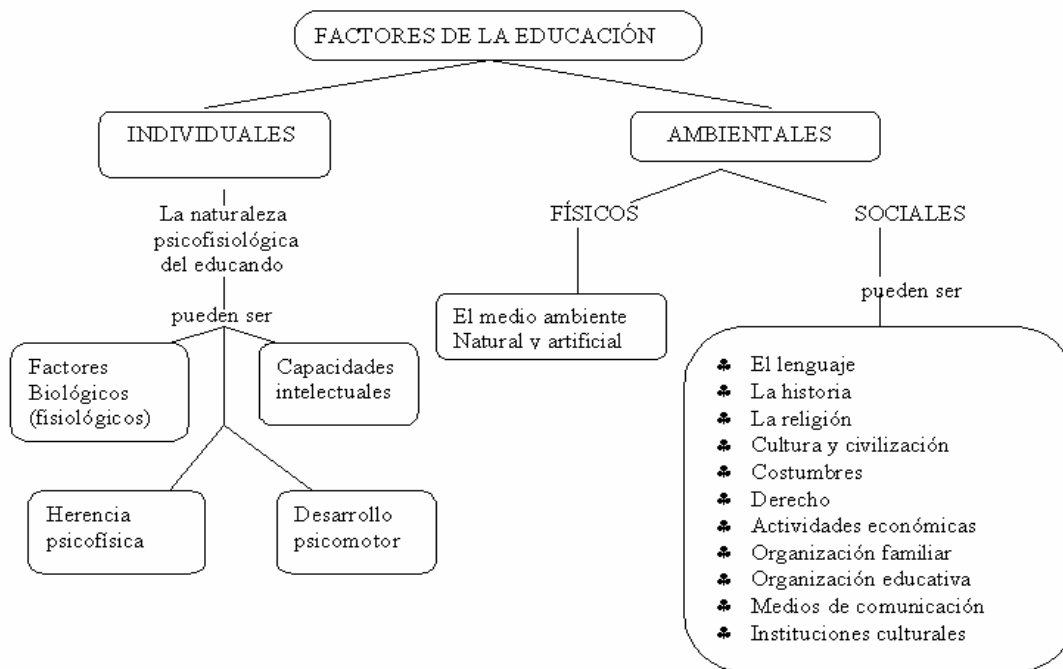 FACTORES DE LA EDUCACIÓN
INDIVIDUALES
AMBIENTALES
La naturaleza
psicofisiológica
del educando
pueden ser
Factores
Biológicos
(fisiológicos)
Capacidades
intelectuales
Herencia
psicofísica
Desarrollo
psicomotor
FÍSICOS
SOCIALES
El medio ambiente
Natural y artificial
pueden ser
♣ El lenguaje
♣ La historia
♣ La religión
♣ Cultura y civilización
♣ Costumbres
♣ Derecho
♣ Actividades económicas
♣ Organización familiar
♣ Organización educativa
♣ Medios de comunicación
♣ Instituciones culturales